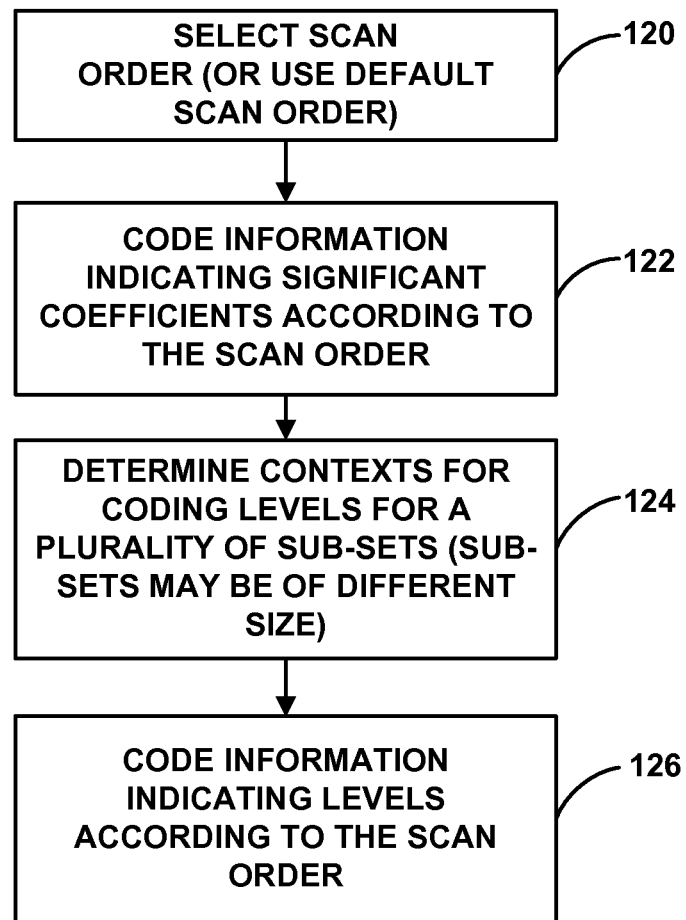 SELECT SCAN
ORDER (OR USE DEFAULT
SCAN ORDER)
120
CODE INFORMATION
INDICATING SIGNIFICANT
COEFFICIENTS ACCORDING TO
THE SCAN ORDER
122
DETERMINE CONTEXTS FOR
CODING LEVELS FOR A
PLURALITY OF SUB-SETS (SUB-
SETS MAY BE OF DIFFERENT
SIZE)
124
CODE INFORMATION
INDICATING LEVELS
ACCORDING TO THE SCAN
ORDER
126